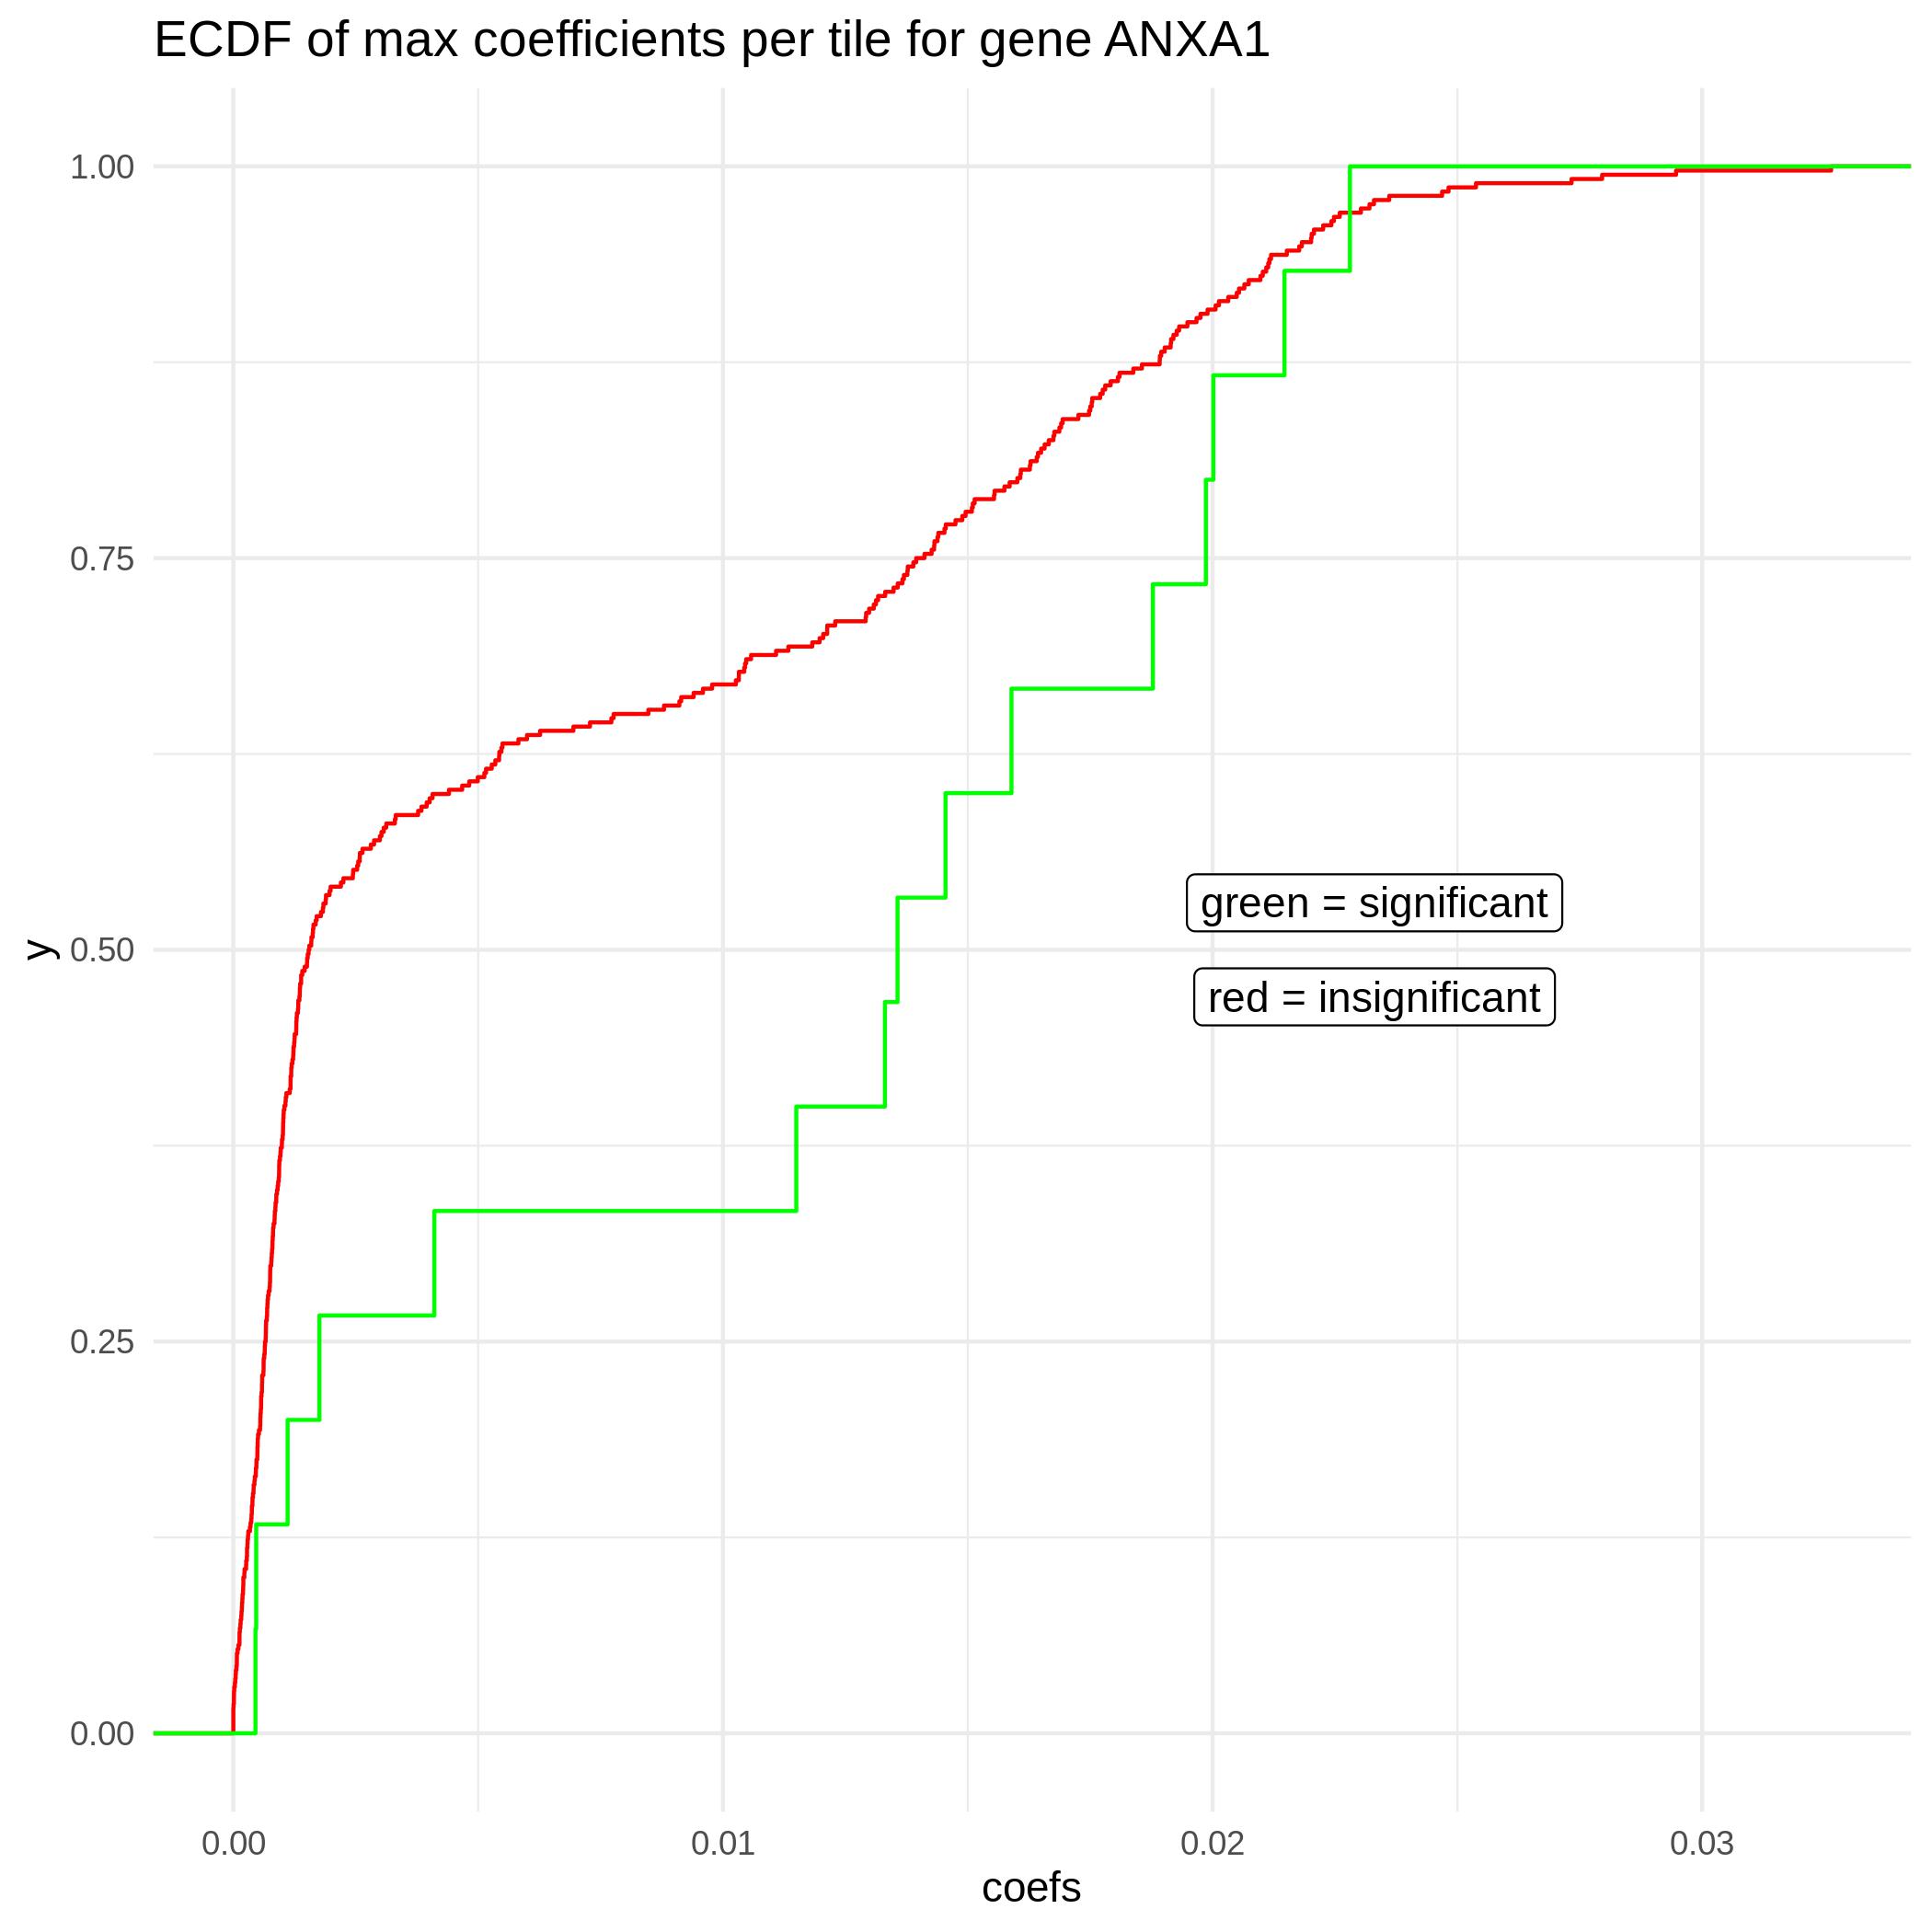 ECDF of max coefficients per tile for gene ANXA1
1.00
0.75
0.50
0.25
0.00
y
green = significant
red = insignificant
0.00 0.01 0.02 0.03
coefs